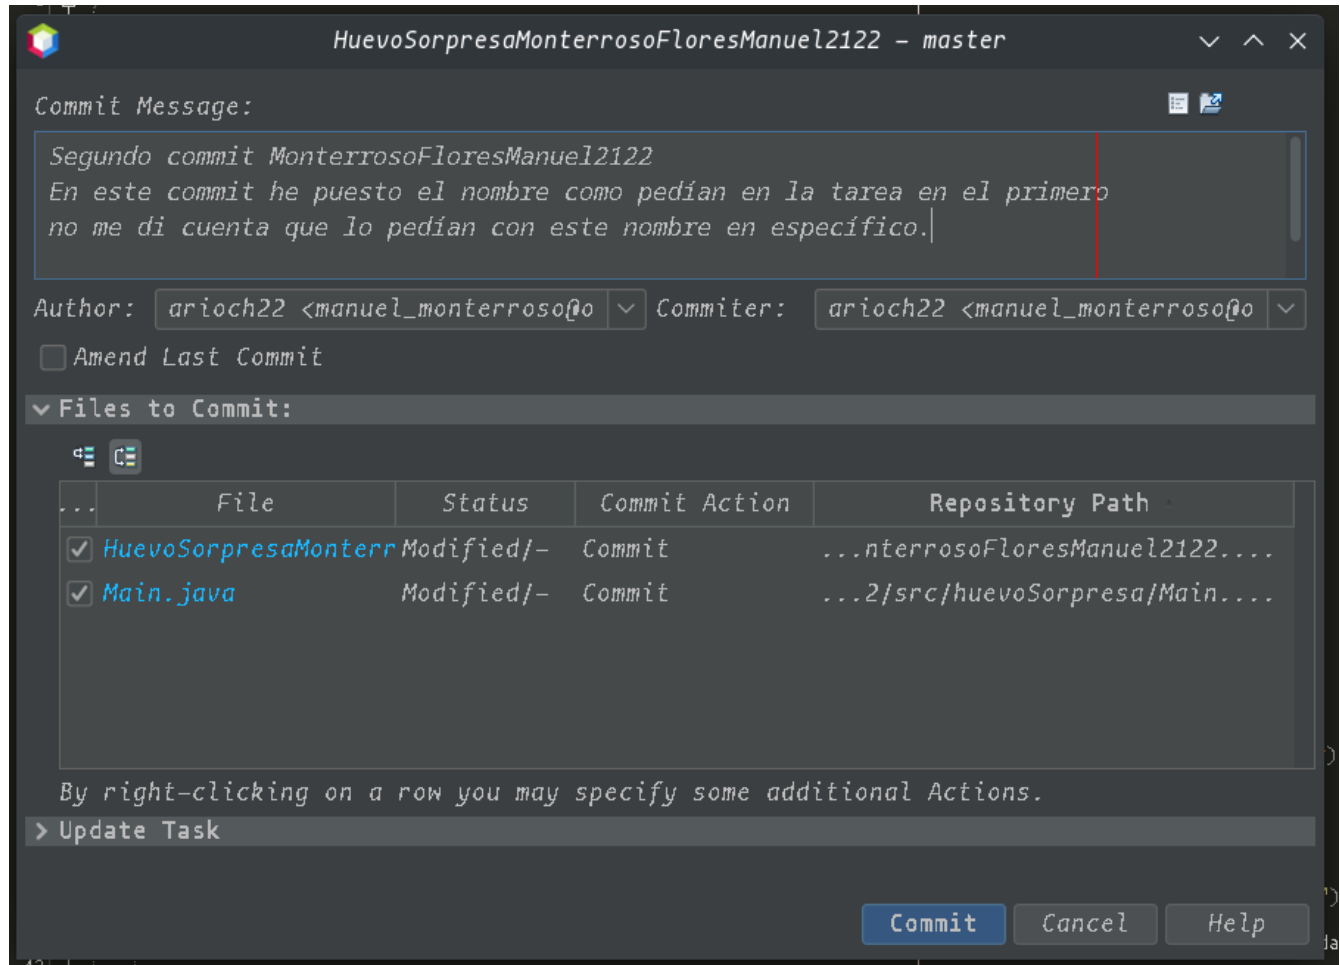 HuevoSorpresaMonterrosoFloresManuel2122 – master
Commit Message:
Segundo commit MonterrosoFloresManuel2122
En este commit he puesto el nombre como pedían en la tarea en el primero
no me di cuenta que lo pedían con este nombre en específico.
Author: arioch22 <manuel_monterroso@o Commiter: arioch22 <manuel_monterroso@o
Amend Last Commit
Files to Commit:
... File Status Commit Action Repository Path
HuevoSorpresaMonterr Modified/– Commit ...nterrosoFloresManuel2122....
Main.java Modified/– Commit ...2/src/huevoSorpresa/Main....
By right–clicking on a row you may specify some additional Actions.
Update Task
Commit Cancel Help